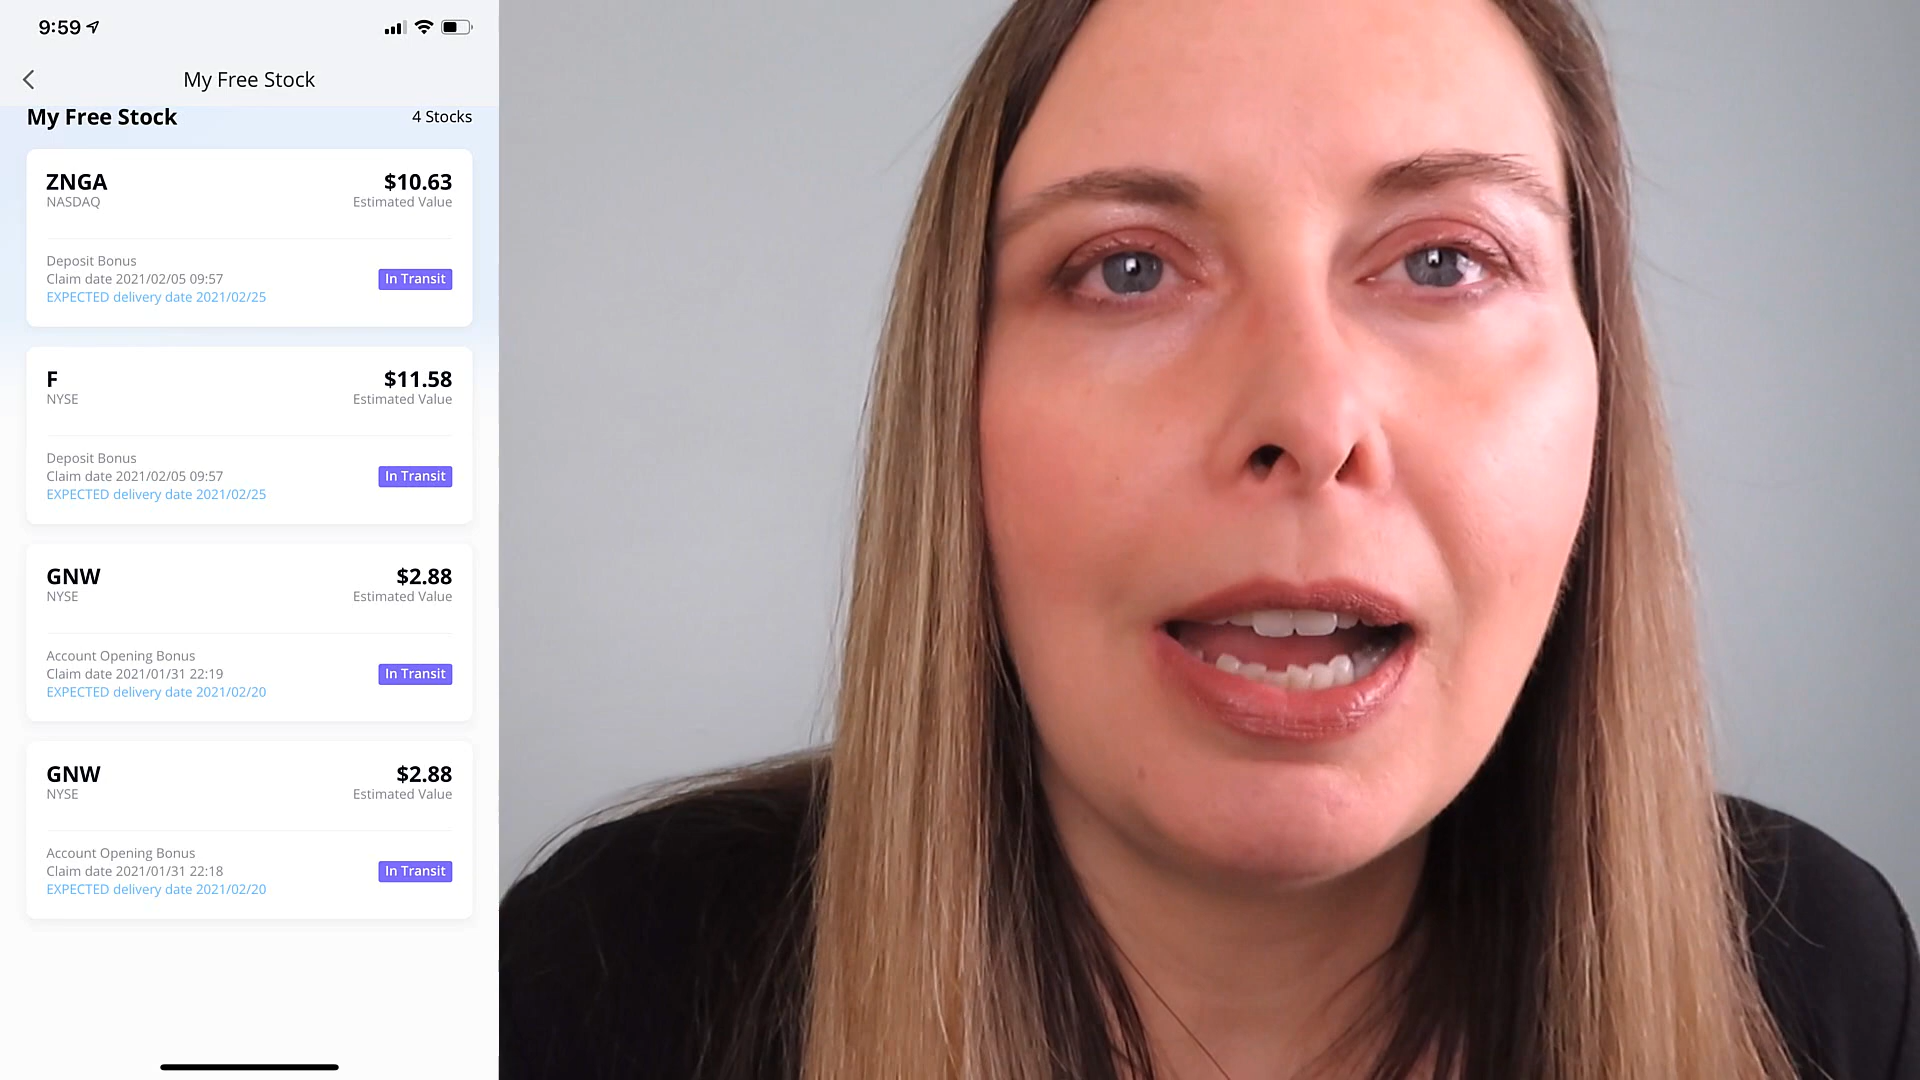 9:59
My Free Stock
My Free Stock 4 Stocks
ZNGA $10.63
NASDAQ Estimated Value
Deposit Bonus
Claim date 2021/02/05 09:57 In Transit
EXPECTED delivery date 2021/02/25
F $11.58
NYSE Estimated Value
Deposit Bonus
Claim date 2021/02/05 09:57 In Transit
EXPECTED delivery date 2021/02/25
GNW $2.88
NYSE Estimated Value
Account Opening Bonus
Claim date 2021/01/31 22:19 In Transit
EXPECTED delivery date 2021/02/20
GNW $2.88
NYSE Estimated Value
Account Opening Bonus
Claim date 2021/01/31 22:18 In Transit
EXPECTED delivery date 2021/02/20